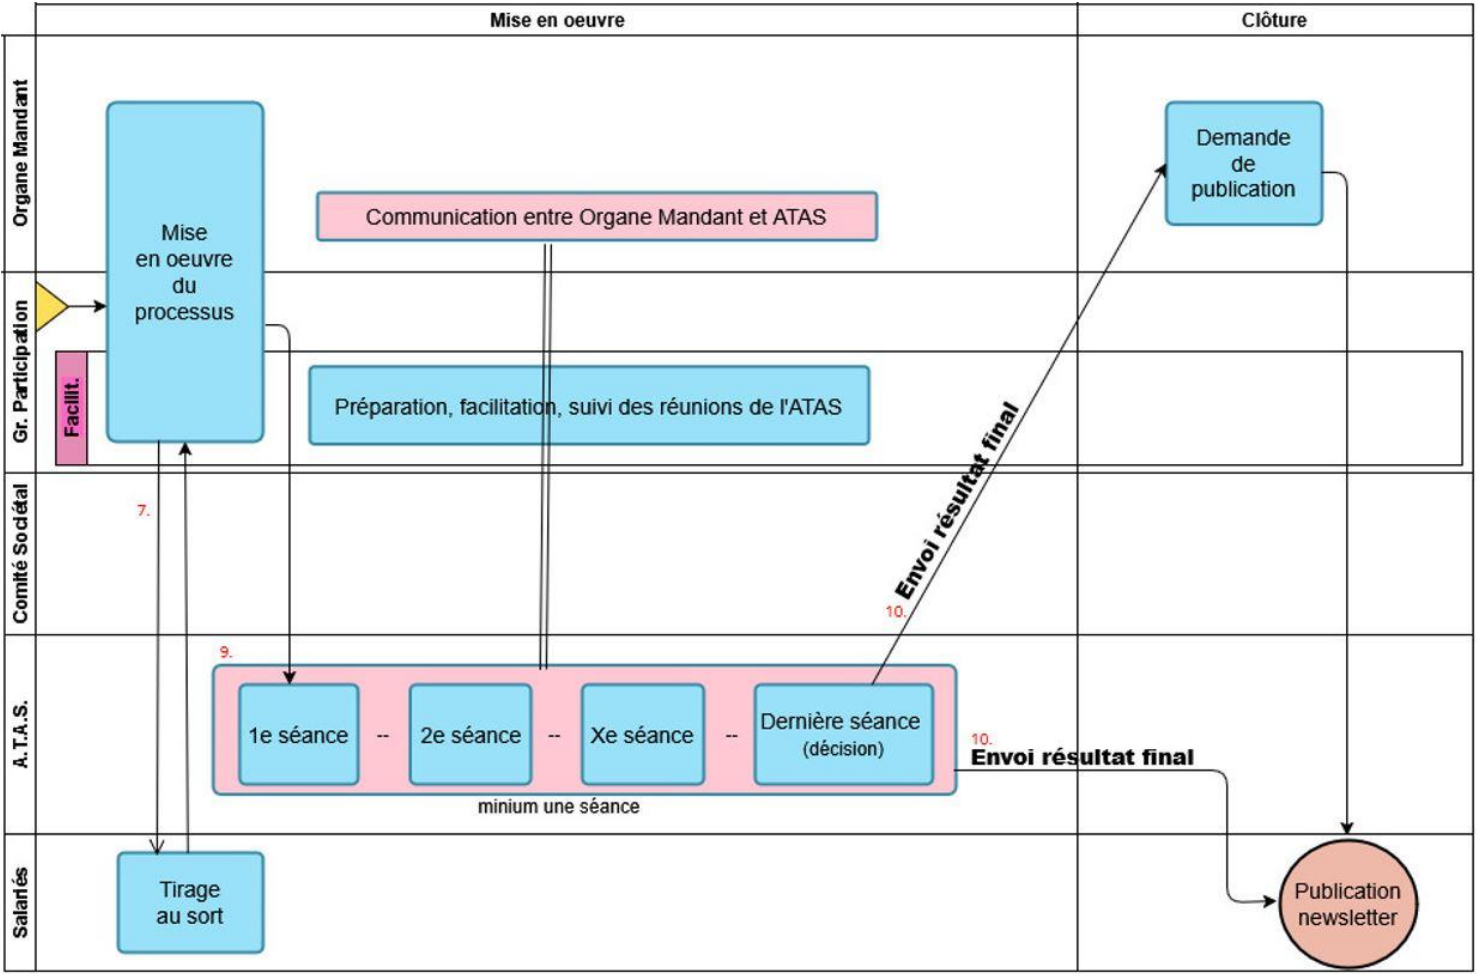 Mise en oeuvre
Clôture
Organe Mandant
Mise
en oeuvre
du
processus
Communication entre Organe Mandant et ATAS
Demande
de
publication
Gr. Participation
Facilit.
Préparation, facilitation, suivi des réunions de l'ATAS
Comité Sociétal
7.
Envoi résultat final
10.
A.T.A.S.
9.
1e séance
--
2e séance
--
Xe séance
--
Dernière séance
(décision)
minium une séance
10.
Envoi résultat final
Salariés
Tirage
au sort
Publication
newsletter